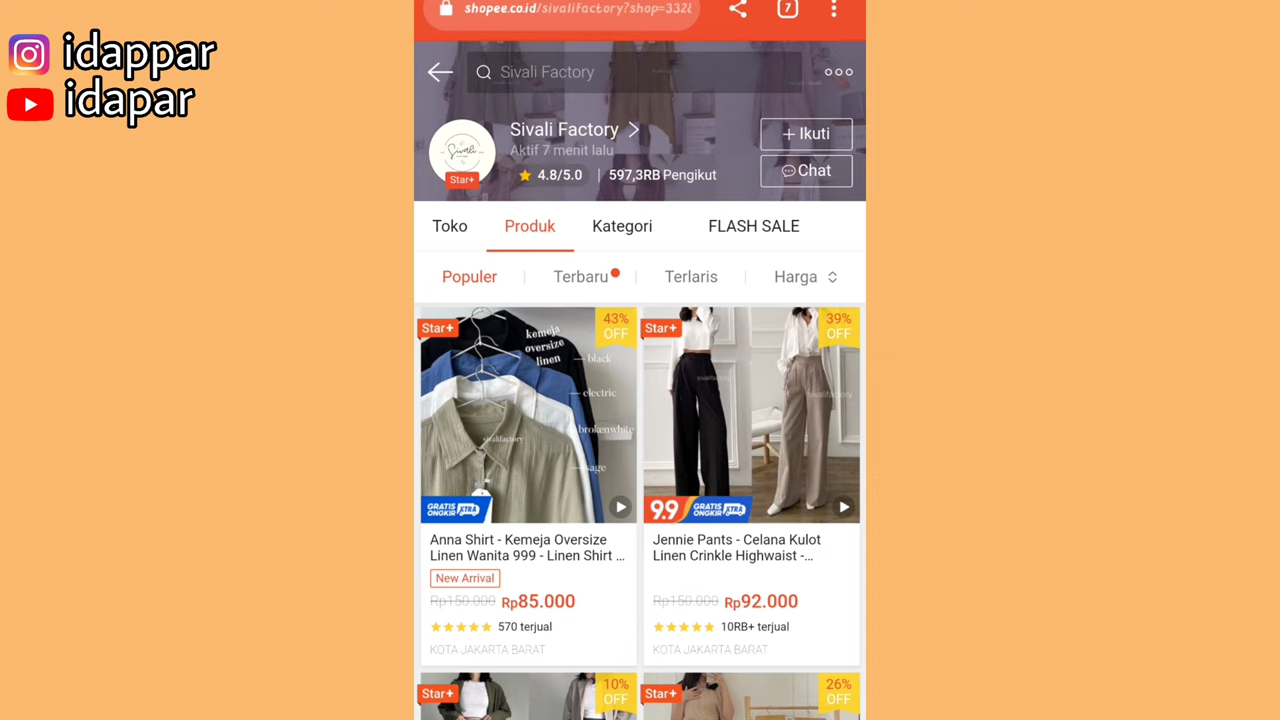 idappar
idapar
shopee.co.id/sivalifactory?shop=332
7
Sivali Factory
Sivali Factory
Aktif 7 menit lalu
4.8/5.0 | 597,3RB Pengikut
+ Ikuti
Chat
Sivali
Star+
Toko Produk Kategori FLASH SALE
Populer Terbaru Terlaris Harga
Star+
43%
OFF
kemeja
oversize
linen
black
electric
brokenwhite
sage
sivalifactory
GRATIS
ONGKIR XTRA
Anna Shirt - Kemeja Oversize
Linen Wanita 999 - Linen Shirt ...
New Arrival
Rp150.000 Rp85.000
570 terjual
KOTA JAKARTA BARAT
Star+
39%
OFF
sivalifactory
sivalifactory
9.9 GRATIS
ONGKIR XTRA
Jennie Pants - Celana Kulot
Linen Crinkle Highwaist -...
Rp150.000 Rp92.000
10RB+ terjual
KOTA JAKARTA BARAT
Star+
10%
OFF
Star+
26%
OFF